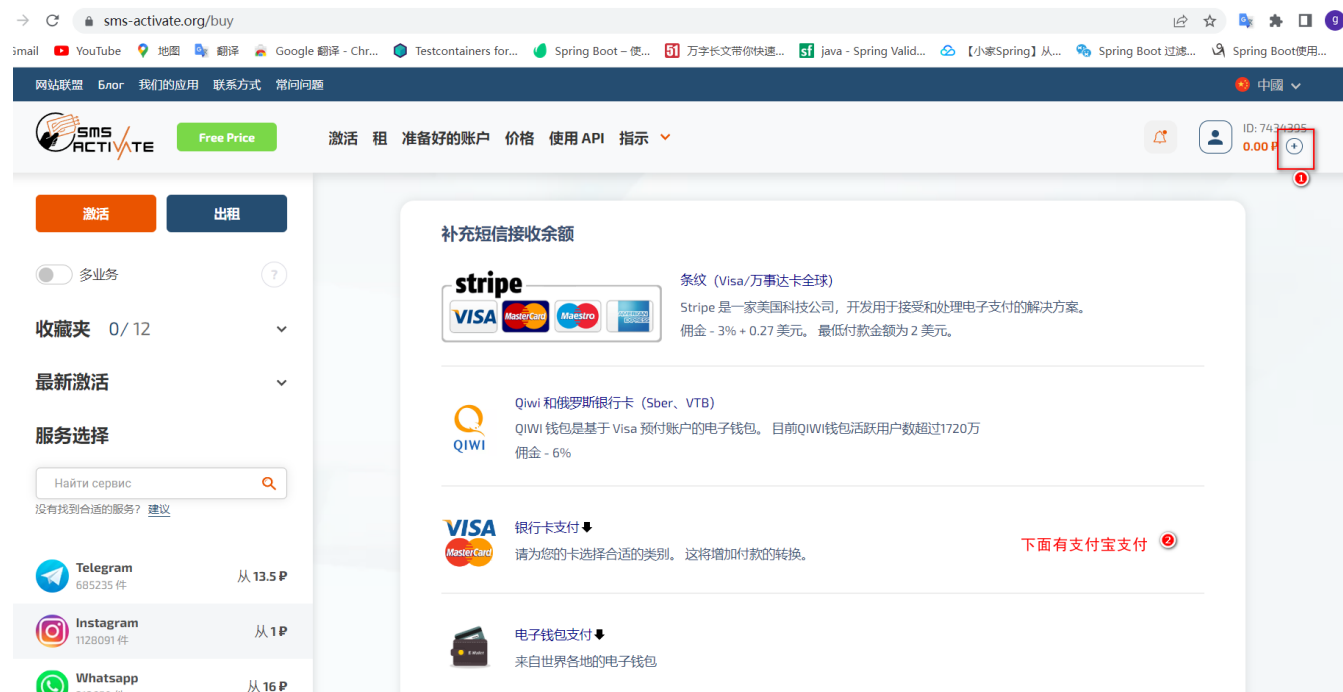 sms-activate.org/buy
g
Gmail YouTube 地图 翻译 Google 翻译 - Chr... Testcontainers for... Spring Boot – 使... 51 万字长文带你快速... sf java - Spring Valid... 【小家Spring】从... Spring Boot 过滤... Spring Boot使用...
网站联盟 Блог 我们的应用 联系方式 常问问题 中國
SMS ACTIVATE Free Price 激活 租 准备好的账户 价格 使用 API 指示 ID: 7434395
0.00 ₽
1
激活 出租
多业务 ?
收藏夹 0/ 12
最新激活
服务选择
Найти сервис
没有找到合适的服务? 建议
Telegram
685235 件 从 13.5 ₽
Instagram
1128091 件 从 1 ₽
Whatsapp
从 16 ₽
补充短信接收余额
stripe
VISA MasterCard Maestro AMERICAN EXPRESS
条纹(Visa/万事达卡全球)
Stripe 是一家美国科技公司,开发用于接受和处理电子支付的解决方案。
佣金 - 3% + 0.27 美元。 最低付款金额为 2 美元。
QIWI
Qiwi 和俄罗斯银行卡(Sber、VTB)
QIWI 钱包是基于 Visa 预付账户的电子钱包。 目前QIWI钱包活跃用户数超过1720万
佣金 - 6%
VISA
MasterCard
银行卡支付⬇
请为您的卡选择合适的类别。 这将增加付款的转换。
下面有支付宝支付 2
电子钱包支付⬇
来自世界各地的电子钱包